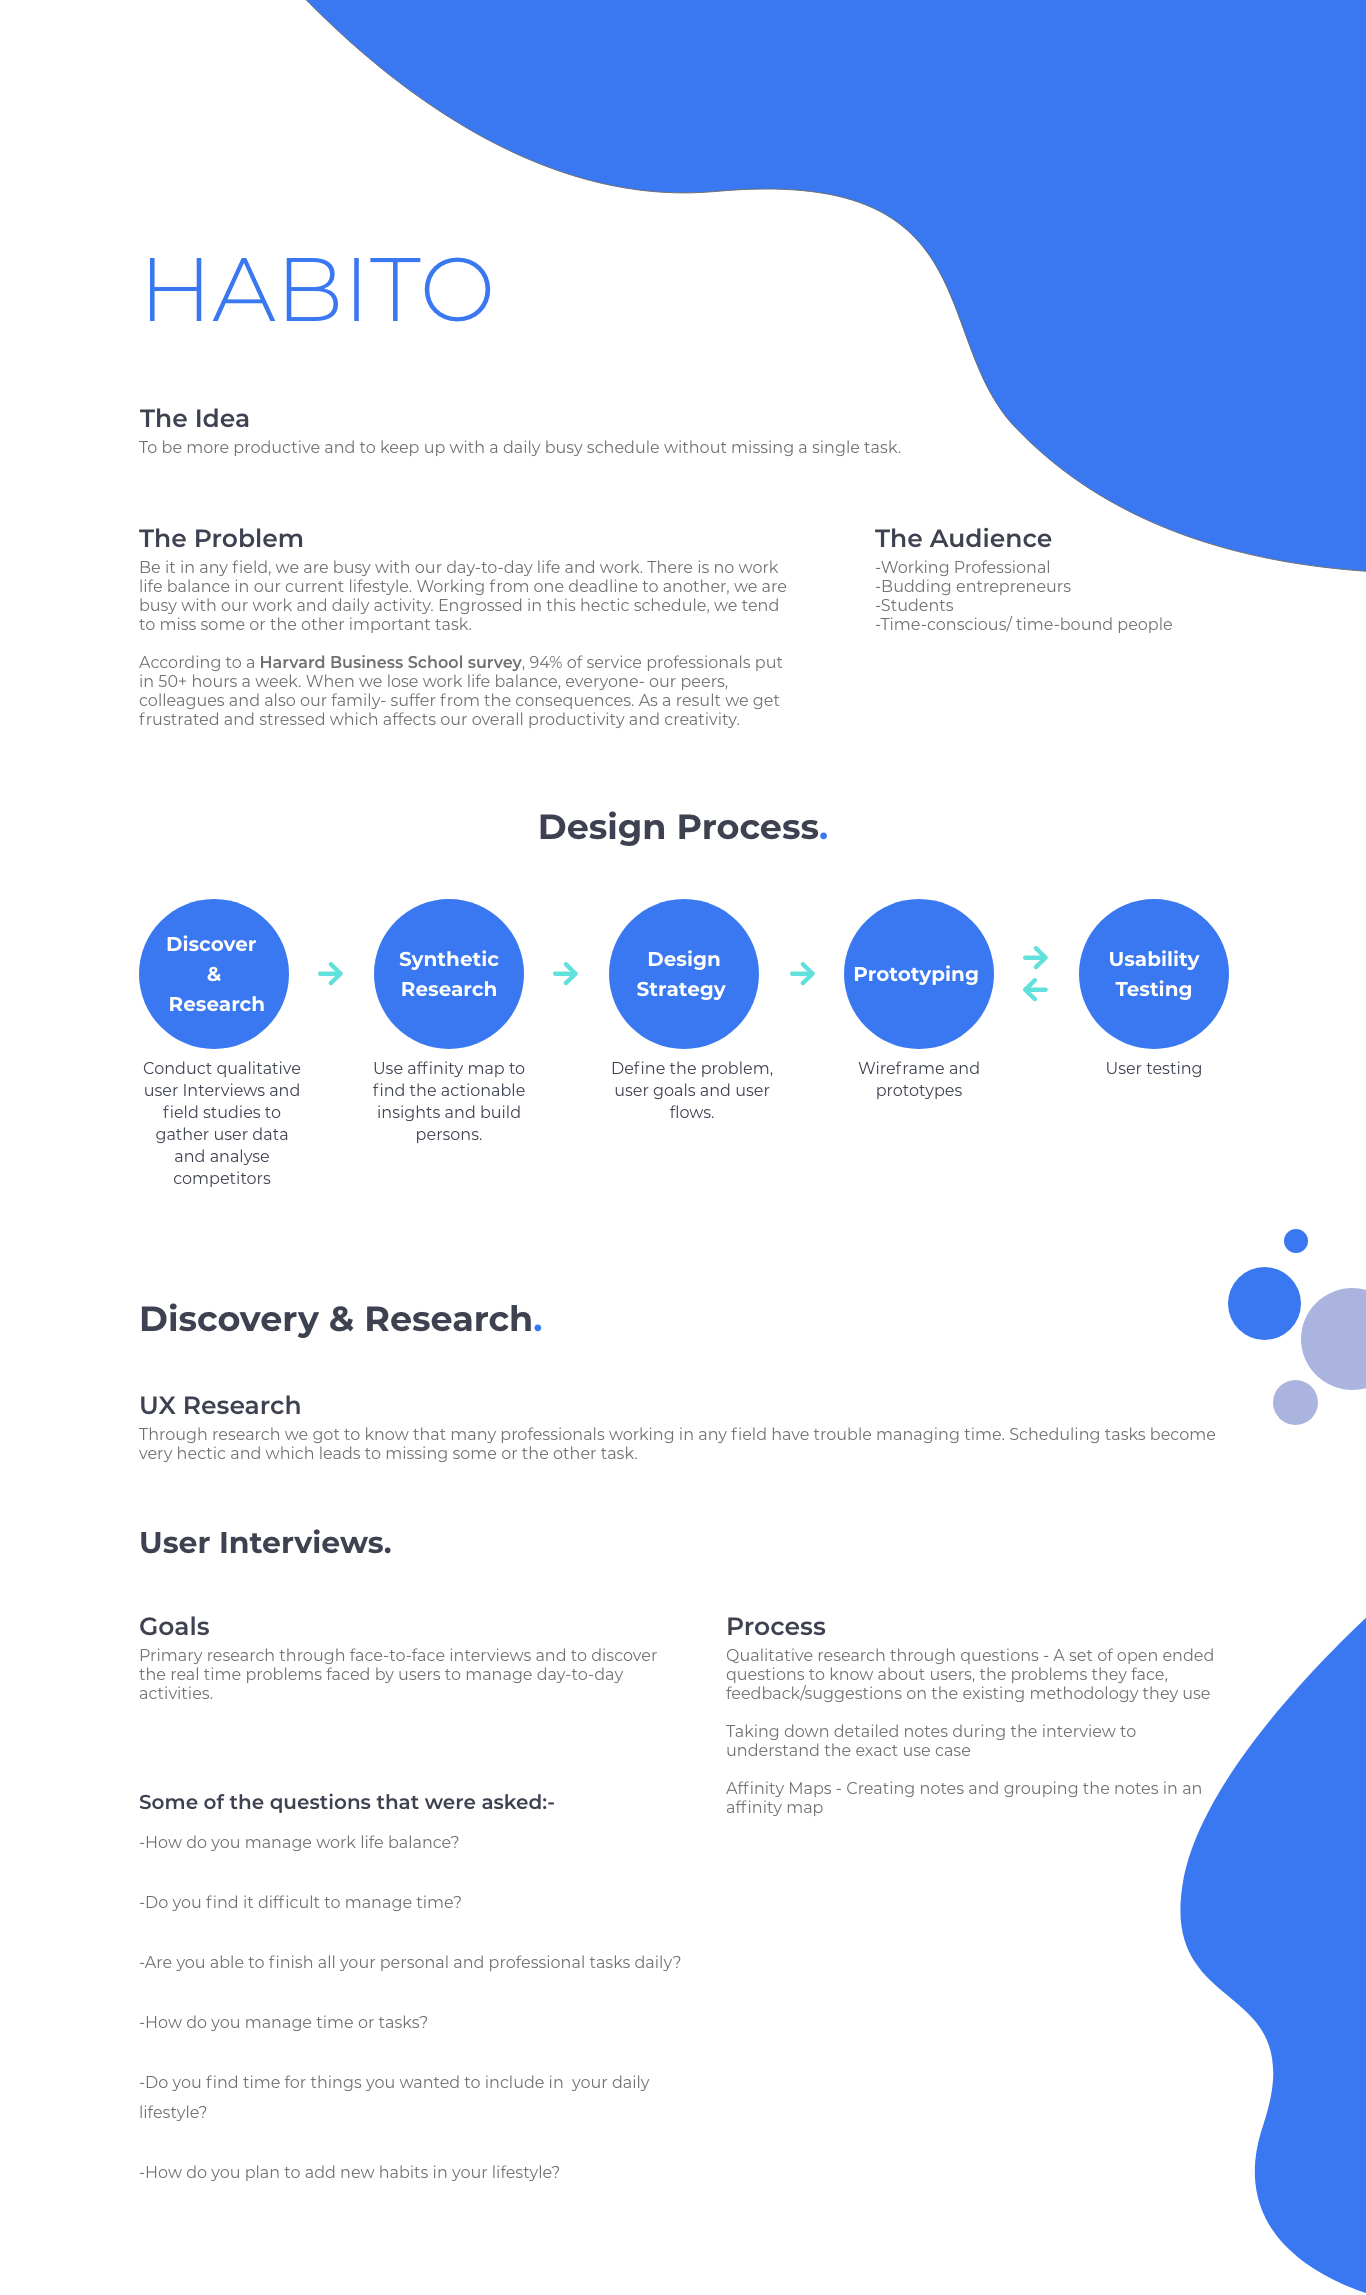 HABITO
The Idea
To be more productive and to keep up with a daily busy schedule without missing a single task.
The Problem
Be it in any field, we are busy with our day-to-day life and work. There is no work
life balance in our current lifestyle. Working from one deadline to another, we are
busy with our work and daily activity. Engrossed in this hectic schedule, we tend
to miss some or the other important task.
According to a Harvard Business School survey, 94% of service professionals put
in 50+ hours a week. When we lose work life balance, everyone- our peers,
colleagues and also our family- suffer from the consequences. As a result we get
frustrated and stressed which affects our overall productivity and creativity.
The Audience
-Working Professional
-Budding entrepreneurs
-Students
-Time-conscious/ time-bound people
Design Process.
Discover
&
Research
Conduct qualitative
user Interviews and
field studies to
gather user data
and analyse
competitors
Synthetic
Research
Use affinity map to
find the actionable
insights and build
persons.
Design
Strategy
Define the problem,
user goals and user
flows.
Prototyping
Wireframe and
prototypes
Usability
Testing
User testing
Discovery & Research.
UX Research
Through research we got to know that many professionals working in any field have trouble managing time. Scheduling tasks become
very hectic and which leads to missing some or the other task.
User Interviews.
Goals
Primary research through face-to-face interviews and to discover
the real time problems faced by users to manage day-to-day
activities.
Process
Qualitative research through questions - A set of open ended
questions to know about users, the problems they face,
feedback/suggestions on the existing methodology they use
Taking down detailed notes during the interview to
understand the exact use case
Affinity Maps - Creating notes and grouping the notes in an
affinity map
Some of the questions that were asked:-
-How do you manage work life balance?
-Do you find it difficult to manage time?
-Are you able to finish all your personal and professional tasks daily?
-How do you manage time or tasks?
-Do you find time for things you wanted to include in  your daily
lifestyle?
-How do you plan to add new habits in your lifestyle?